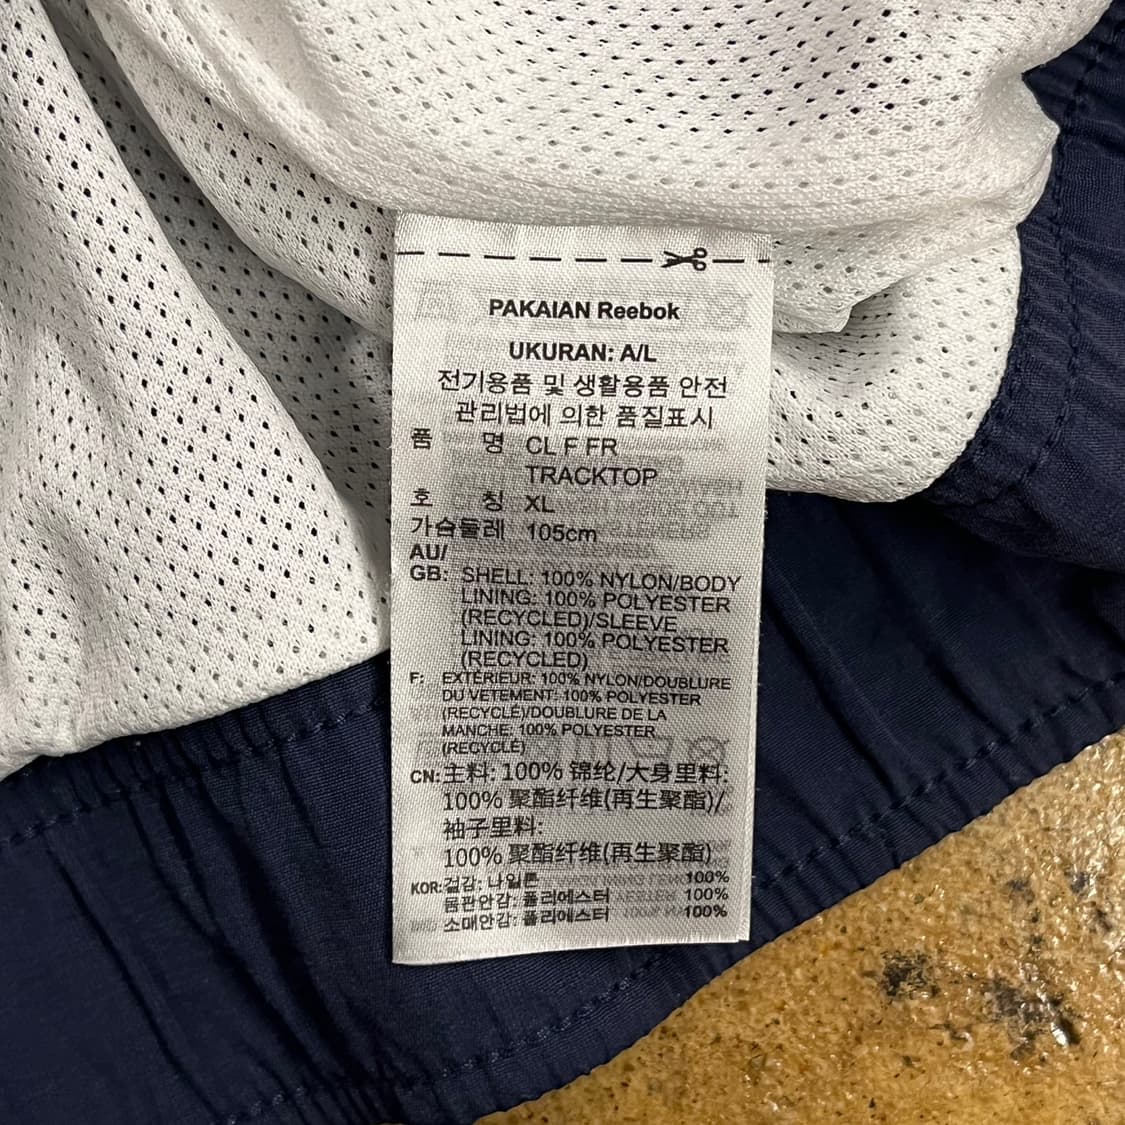 PAKAIAN Reebok
UKURAN: A/L
전기용품 및 생활용품 안전
관리법에 의한 품질표시
품 명 CL F FR
TRACKTOP
호 칭 XL
가슴둘레 105cm
AU/
GB: SHELL: 100% NYLON/BODY
LINING: 100% POLYESTER
(RECYCLED)/SLEEVE
LINING: 100% POLYESTER
(RECYCLED)
F: EXTÉRIEUR: 100% NYLON/DOUBLURE
DU VETEMENT: 100% POLYESTER
(RECYCLÉ)/DOUBLURE DE LA
MANCHE: 100% POLYESTER
(RECYCLÉ)
CN: 主料: 100% 锦纶/大身里料:
100% 聚酯纤维(再生聚酯)/
袖子里料:
100% 聚酯纤维(再生聚酯)
KOR: 겉감: 나일론 100%
몸판안감: 폴리에스터 100%
소매안감: 폴리에스터 100%